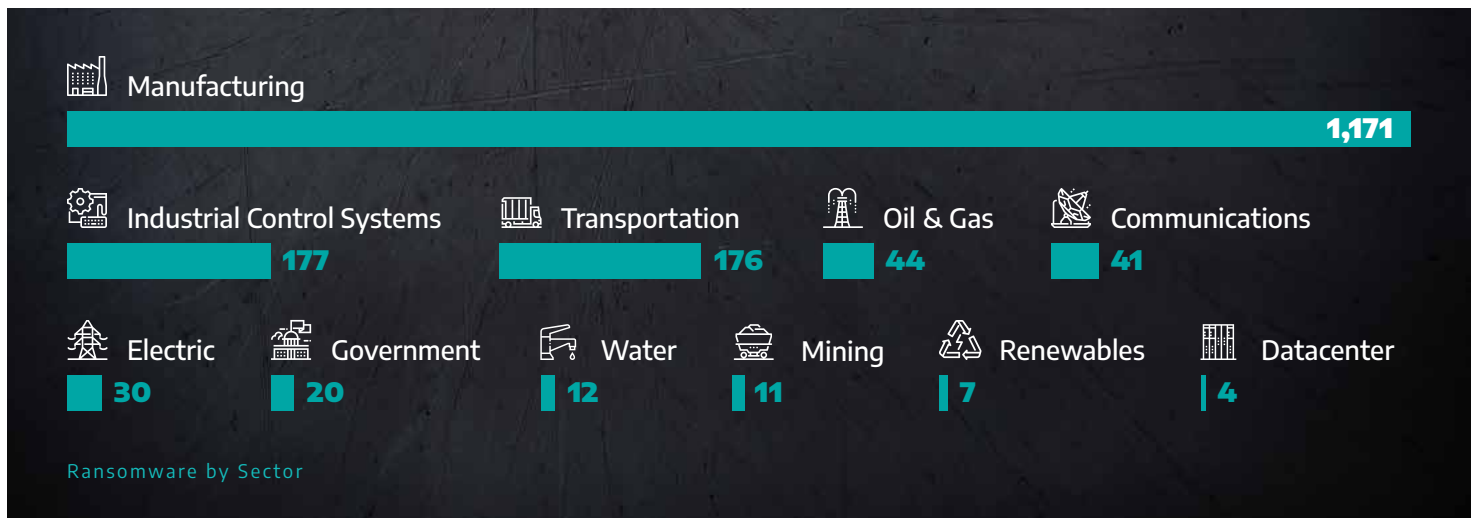 Manufacturing
1,171
Industrial Control Systems Transportation Oil & Gas Communications
177 176 44 41
Electric Government Water Mining Renewables Datacenter
30 20 12 11 7 4
Ransomware by Sector